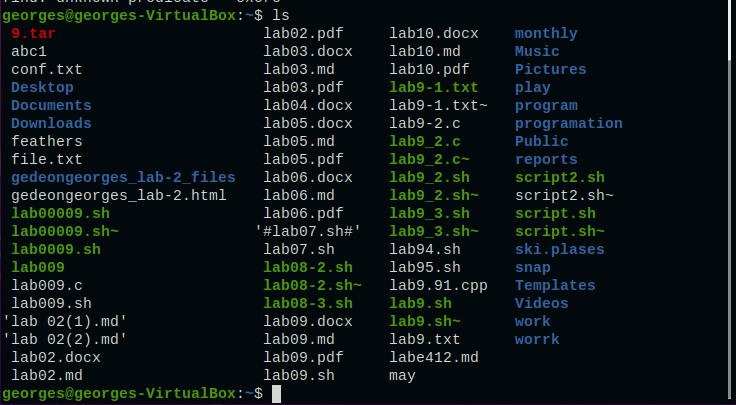 georges@georges-VirtualBox:~$ ls
9.tar lab02.pdf lab10.docx monthly
abc1 lab03.docx lab10.md Music
conf.txt lab03.md lab10.pdf Pictures
Desktop lab03.pdf lab9-1.txt play
Documents lab04.docx lab9-1.txt~ program
Downloads lab05.docx lab9-2.c programation
feathers lab05.md lab9_2.c Public
file.txt lab05.pdf lab9_2.c~ reports
gedeongeorges_lab-2_files lab06.docx lab9_2.sh script2.sh
gedeongeorges_lab-2.html lab06.md lab9_2.sh~ script2.sh~
lab00009.sh lab06.pdf lab9_3.sh script.sh
lab00009.sh~ '#lab07.sh#' lab9_3.sh~ script.sh~
lab0009.sh lab07.sh lab94.sh ski.plases
lab009 lab08-2.sh lab95.sh snap
lab009.c lab08-2.sh~ lab9.91.cpp Templates
lab009.sh lab08-3.sh lab9.sh Videos
'lab 02(1).md' lab09.docx lab9.sh~ work
'lab 02(2).md' lab09.md lab9.txt worrk
lab02.docx lab09.pdf labe412.md
lab02.md lab09.sh may
georges@georges-VirtualBox:~$